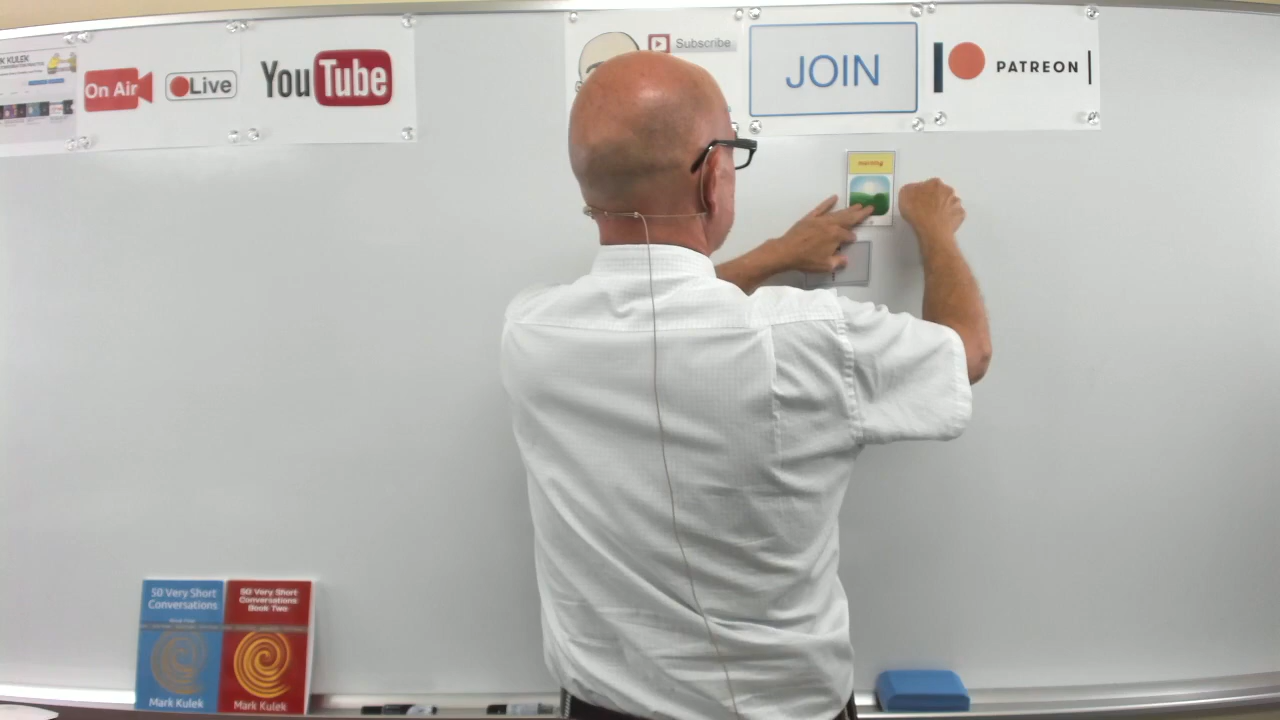 K KULEK
On Air
Live
YouTube
Subscribe
JOIN
PATREON
morning
50 Very Short
Conversations
Mark Kulek
50 Very Short
Conversations
Book Two
Mark Kulek